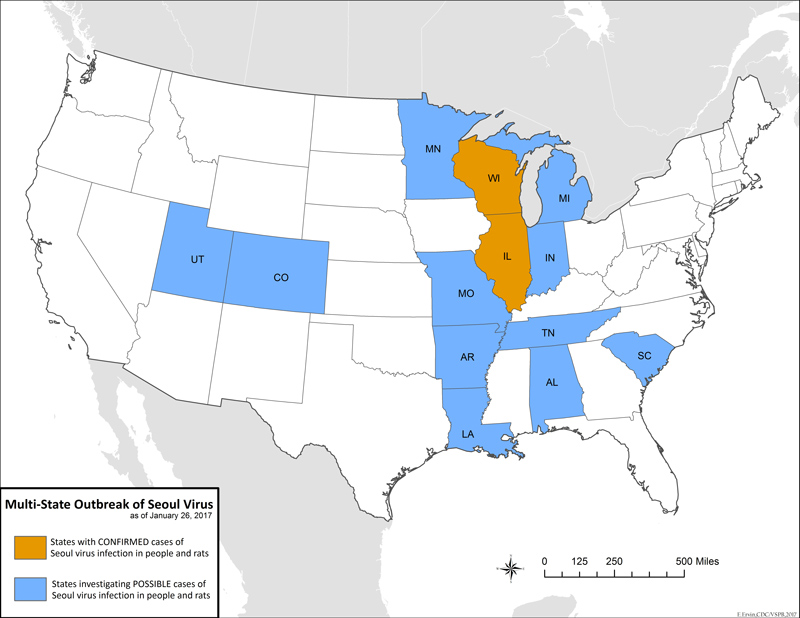 MN
WI
MI
UT
CO
IL
IN
MO
TN
AR
SC
AL
LA
Multi-State Outbreak of Seoul Virus
as of January 26, 2017
States with CONFIRMED cases of
Seoul virus infection in people and rats
States investigating POSSIBLE cases of
Seoul virus infection in people and rats
0 125 250 500 Miles
E.Ervin,CDC/VSPB,2017